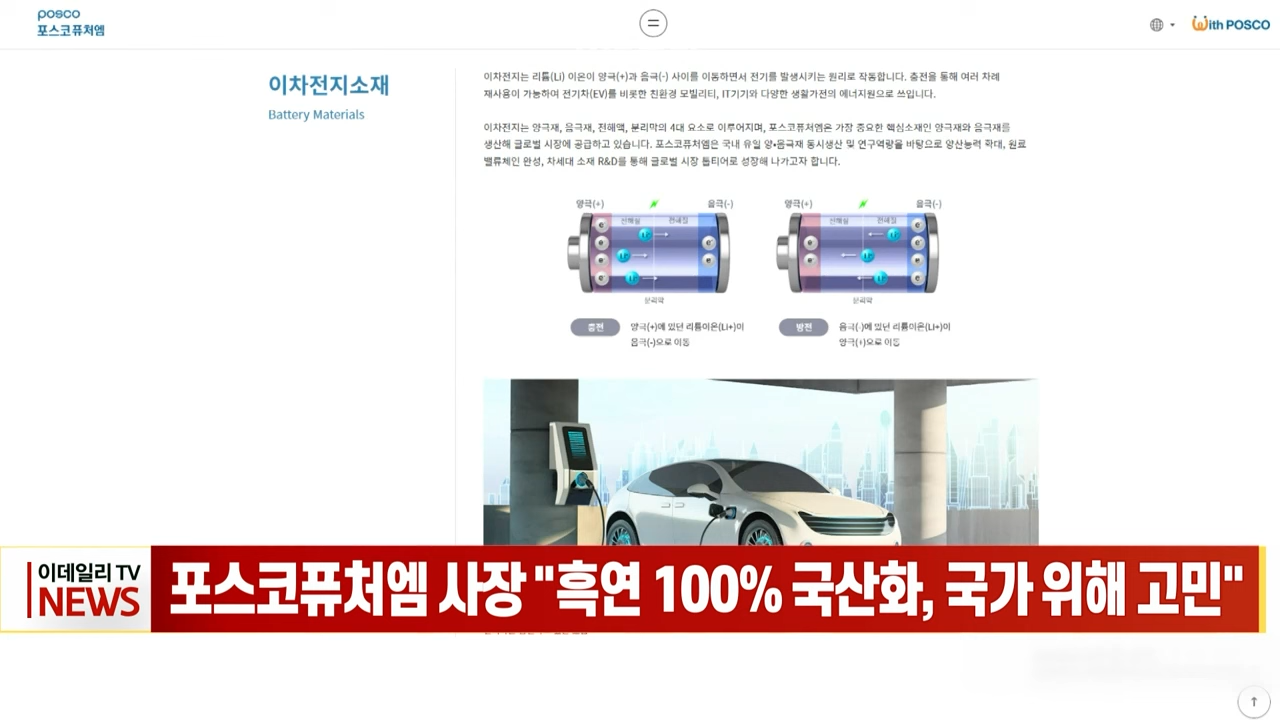 posco
포스코퓨처엠
With POSCO
이차전지소재
Battery Materials
이차전지는 리튬(Li) 이온이 양극(+)과 음극(-) 사이를 이동하면서 전기를 발생시키는 원리로 작동합니다. 충전을 통해 여러 차례
재사용이 가능하여 전기차(EV)를 비롯한 친환경 모빌리티, IT기기와 다양한 생활가전의 에너지원으로 쓰입니다.
이차전지는 양극재, 음극재, 전해액, 분리막의 4대 요소로 이루어지며, 포스코퓨처엠은 가장 중요한 핵심소재인 양극재와 음극재를
생산해 글로벌 시장에 공급하고 있습니다. 포스코퓨처엠은 국내 유일 양•음극재 동시생산 및 연구역량을 바탕으로 양산능력 확대, 원료
밸류체인 완성, 차세대 소재 R&D를 통해 글로벌 시장 톱티어로 성장해 나가고자 합니다.
양극(+) 음극(-) 양극(+) 음극(-)
전해질 전해질
분리막 분리막
충전 양극(+)에 있던 리튬이온(Li+)이
음극(-)으로 이동
방전 음극(-)에 있던 리튬이온(Li+)이
양극(+)으로 이동
이데일리 TV
NEWS
포스코퓨처엠 사장 "흑연 100% 국산화, 국가 위해 고민"